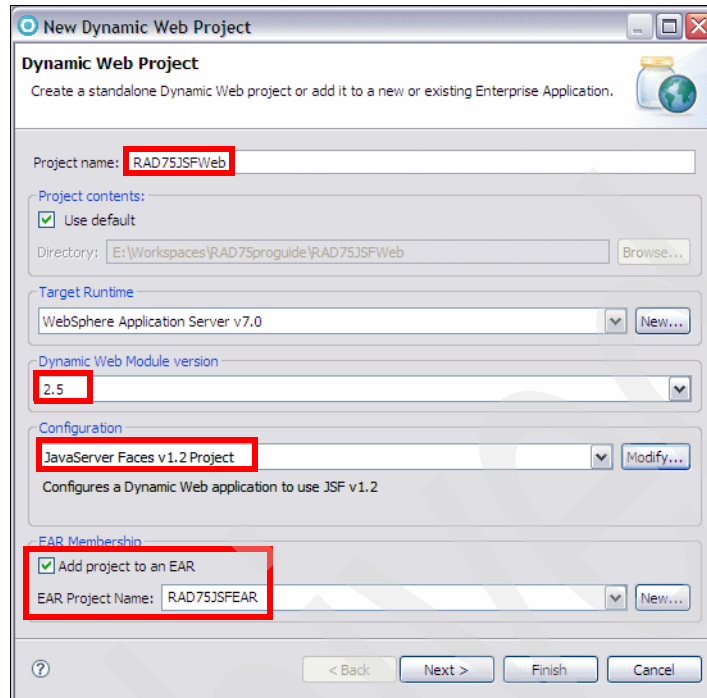 New Dynamic Web Project
Dynamic Web Project
Create a standalone Dynamic Web project or add it to a new or existing Enterprise Application.
Project name: RAD75JSFWeb
Project contents:
Use default
Directory: E:\Workspaces\RAD75proguide\RAD75JSFWeb Browse...
Target Runtime
WebSphere Application Server v7.0 New...
Dynamic Web Module version
2.5
Configuration
JavaServer Faces v1.2 Project Modify...
Configures a Dynamic Web application to use JSF v1.2
EAR Membership
Add project to an EAR
EAR Project Name: RAD75JSFEAR New...
? < Back Next > Finish Cancel